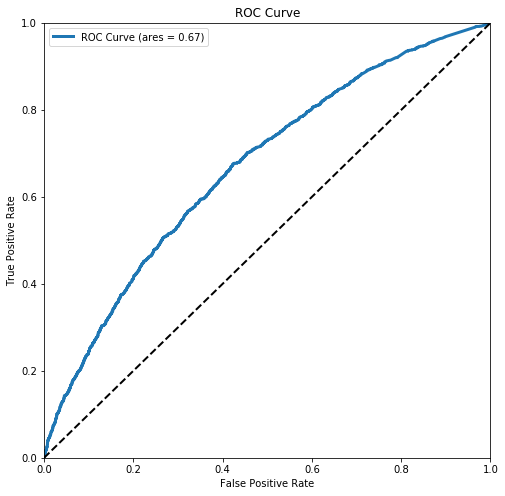 ROC Curve
ROC Curve (ares = 0.67)
1.0
0.8
0.6
0.4
0.2
0.0
True Positive Rate
0.0 0.2 0.4 0.6 0.8 1.0
False Positive Rate